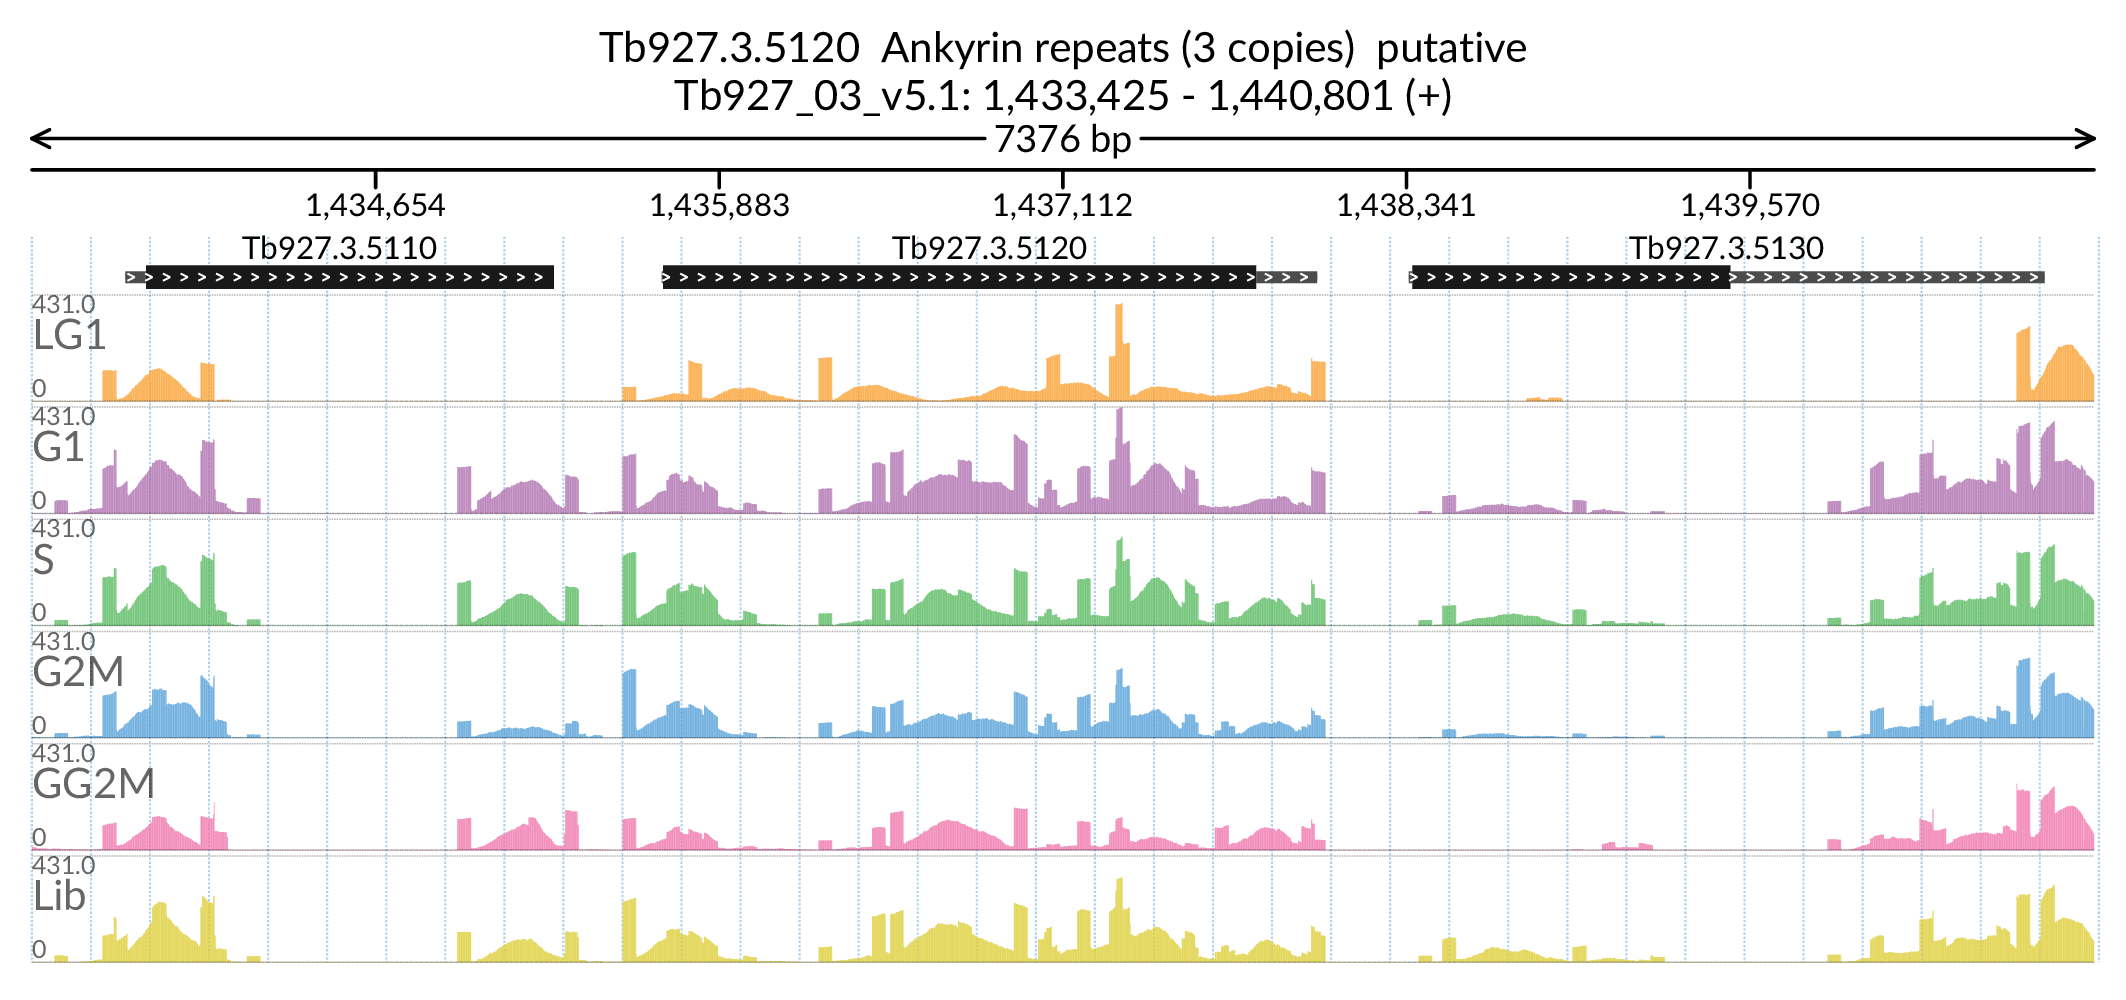 Tb927.3.5120  Ankyrin repeats (3 copies)  putative
Tb927_03_v5.1: 1,433,425 - 1,440,801 (+)
7376 bp
1,434,654 1,435,883 1,437,112 1,438,341 1,439,570
Tb927.3.5110 Tb927.3.5120 Tb927.3.5130
431.0
LG1
0
431.0
G1
0
431.0
S
0
431.0
G2M
0
431.0
GG2M
0
431.0
Lib
0